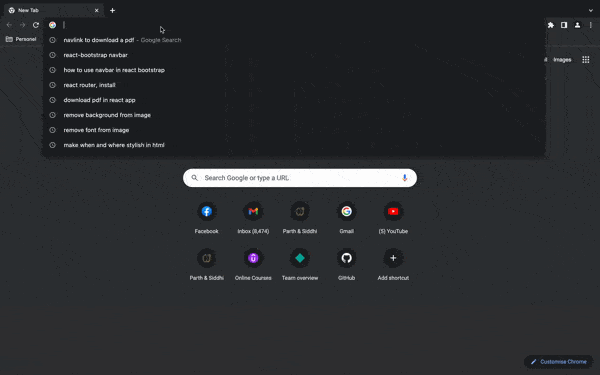 New Tab
Personel
navlink to download a pdf - Google Search
react-bootstrap navbar
how to use navbar in react bootstrap
react router, install
download pdf in react app
remove background from image
remove font from image
make when and where stylish in html
Images
Search Google or type a URL
Facebook
Inbox (8,474)
Parth & Siddhi
Gmail
(5) YouTube
Parth & Siddhi
Online Courses
Team overview
GitHub
Add shortcut
Customise Chrome